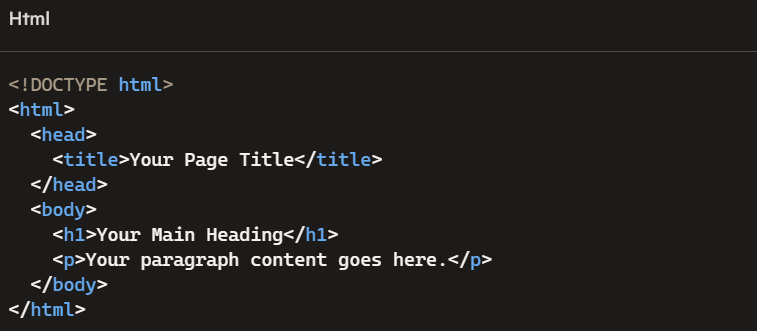 Html
<!DOCTYPE html>
<html>
  <head>
    <title>Your Page Title</title>
  </head>
  <body>
    <h1>Your Main Heading</h1>
    <p>Your paragraph content goes here.</p>
  </body>
</html>